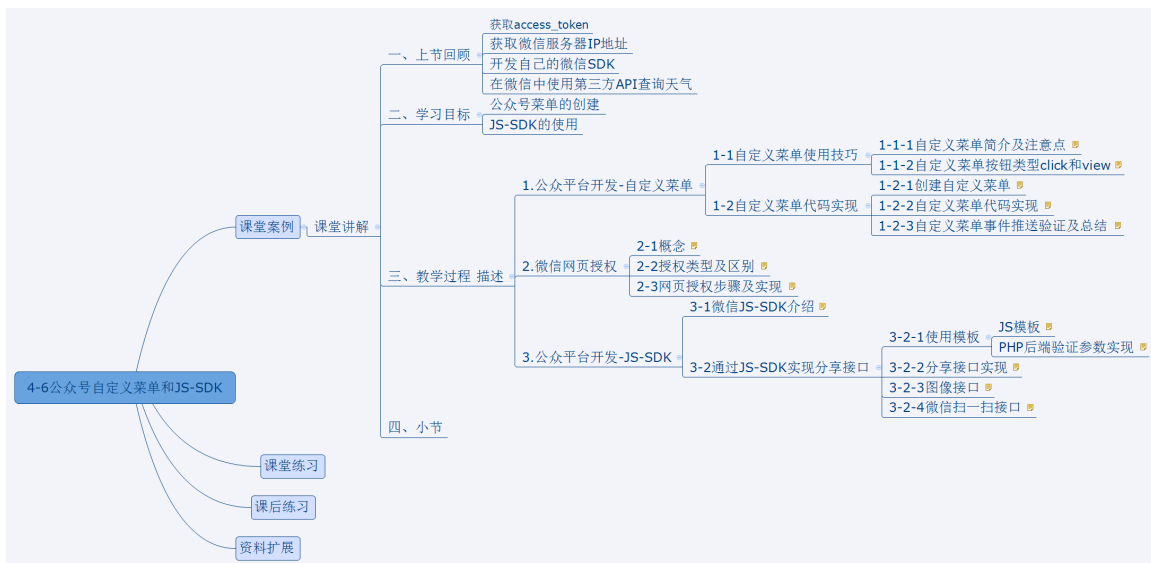 4-6公众号自定义菜单和JS-SDK
课堂案例
课堂讲解
一、上节回顾
获取access_token
获取微信服务器IP地址
开发自己的微信SDK
在微信中使用第三方API查询天气
二、学习目标
公众号菜单的创建
JS-SDK的使用
三、教学过程 描述
1.公众平台开发-自定义菜单
1-1自定义菜单使用技巧
1-1-1自定义菜单简介及注意点
1-1-2自定义菜单按钮类型click和view
1-2自定义菜单代码实现
1-2-1创建自定义菜单
1-2-2自定义菜单代码实现
1-2-3自定义菜单事件推送验证及总结
2.微信网页授权
2-1概念
2-2授权类型及区别
2-3网页授权步骤及实现
3.公众平台开发-JS-SDK
3-1微信JS-SDK介绍
3-2通过JS-SDK实现分享接口
3-2-1使用模板
JS模板
PHP后端验证参数实现
3-2-2分享接口实现
3-2-3图像接口
3-2-4微信扫一扫接口
四、小节
课堂练习
课后练习
资料扩展